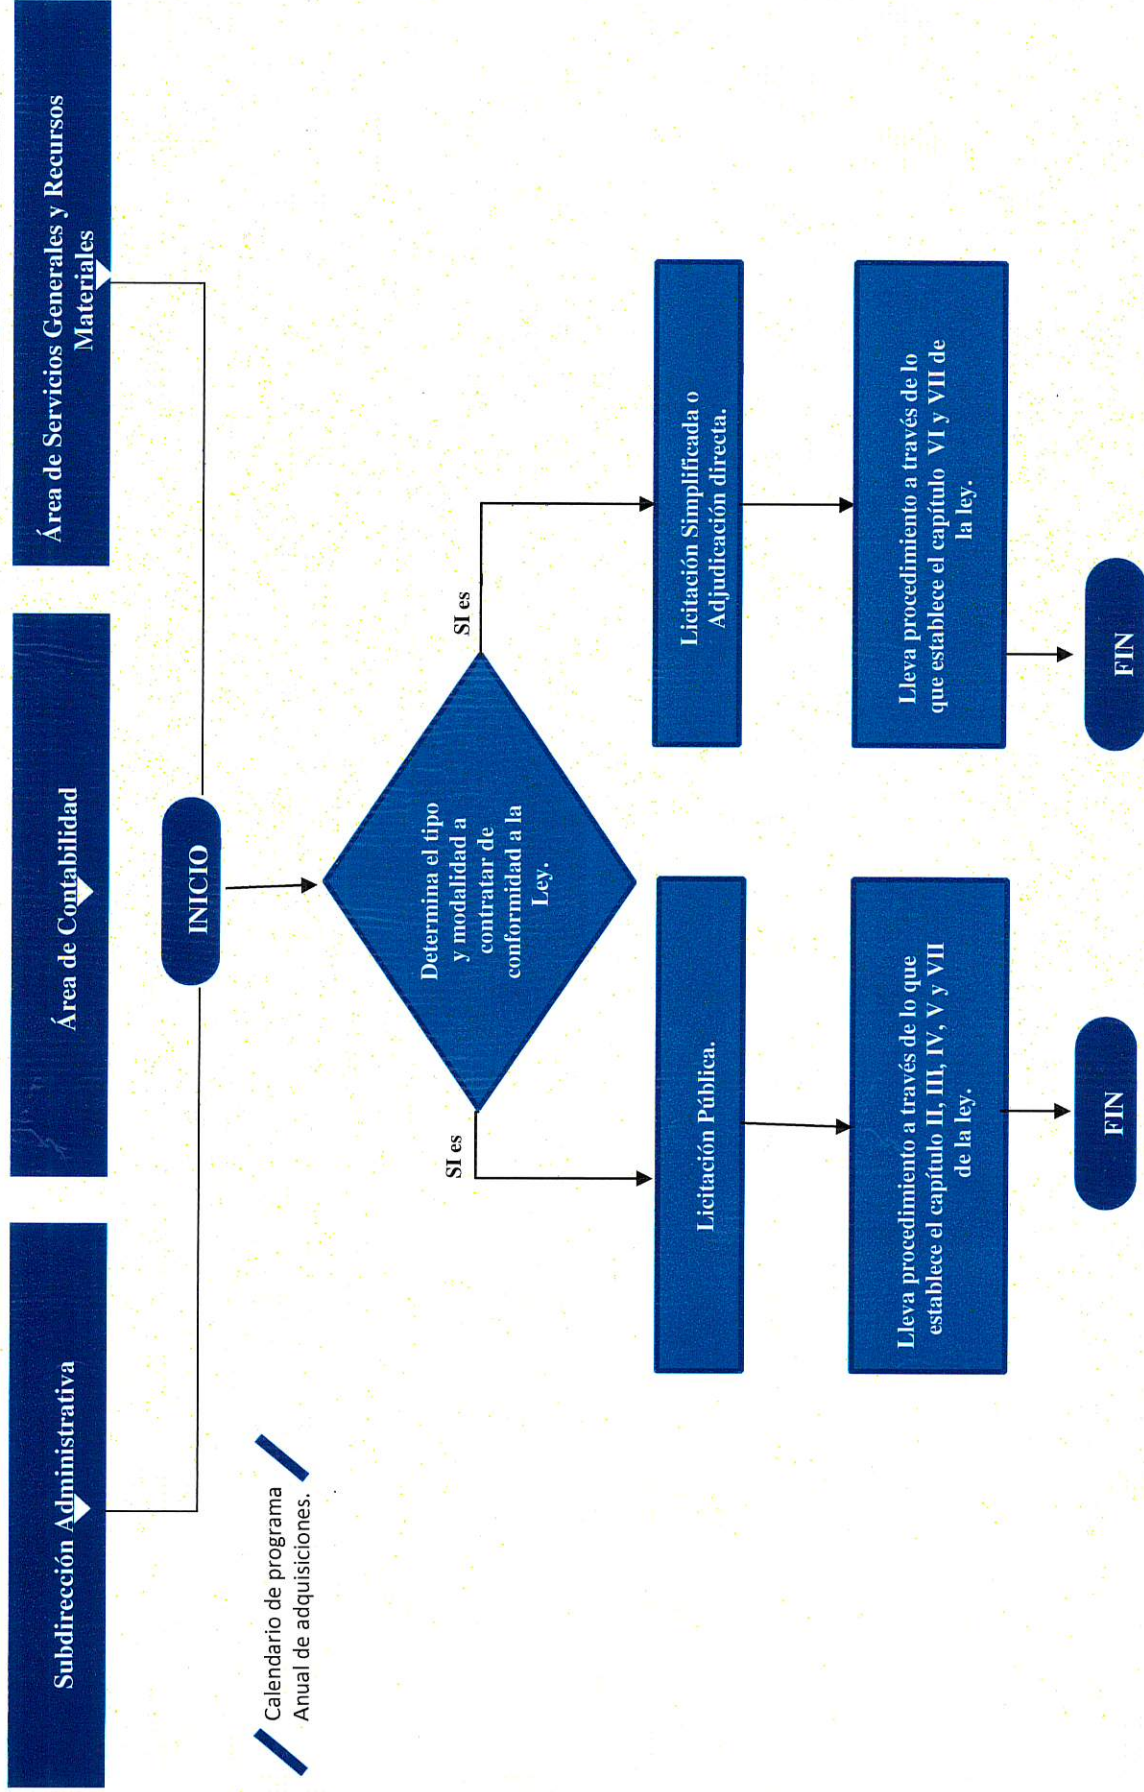 Subdirección Administrativa
Área de Contabilidad
Área de Servicios Generales y Recursos
Materiales
INICIO
Calendario de programa
Anual de adquisiciones.
Determina el tipo
y modalidad a
contratar de
conformidad a la
Ley.
SI es
SI es
Licitación Pública.
Licitación Simplificada o
Adjudicación directa.
Lleva procedimiento a través de lo que
establece el capítulo II, III, IV, V y VII
de la ley.
Lleva procedimiento a través de lo
que establece el capítulo VI y VII de
la ley.
FIN
FIN